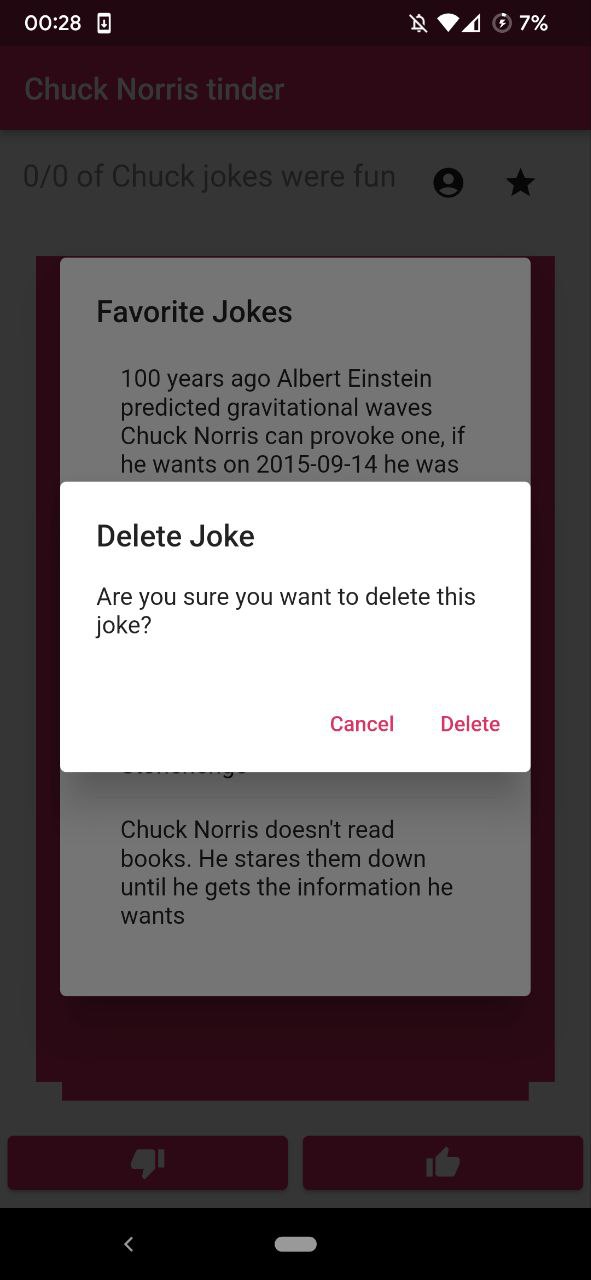 00:28
7%
Chuck Norris tinder
0/0 of Chuck jokes were fun
Favorite Jokes
100 years ago Albert Einstein
predicted gravitational waves
Chuck Norris can provoke one, if
he wants on 2015-09-14 he was
Delete Joke
Are you sure you want to delete this
joke?
Cancel Delete
Chuck Norris doesn't read
books. He stares them down
until he gets the information he
wants